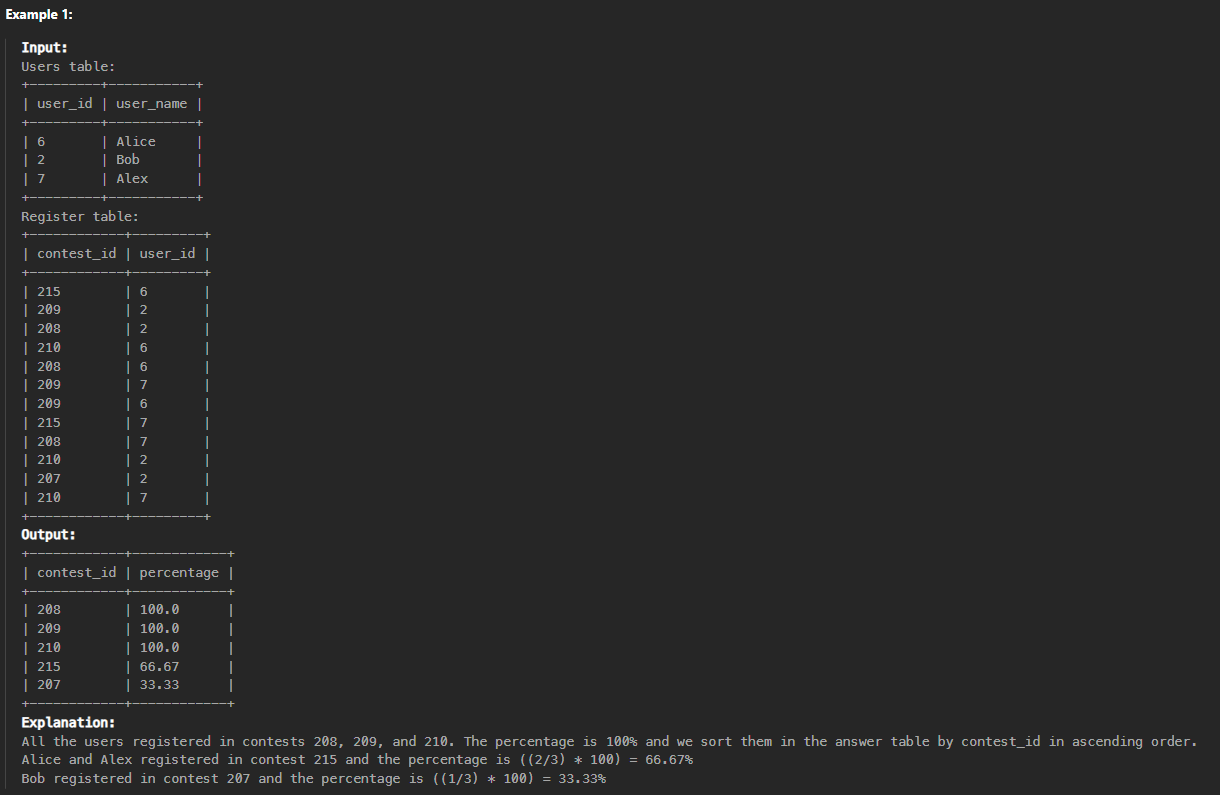 Example 1:
Input:
Users table:
+---------+-----------+
| user_id | user_name |
+---------+-----------+
| 6       | Alice     |
| 2       | Bob       |
| 7       | Alex      |
+---------+-----------+
Register table:
+------------+---------+
| contest_id | user_id |
+------------+---------+
| 215        | 6       |
| 209        | 2       |
| 208        | 2       |
| 210        | 6       |
| 208        | 6       |
| 209        | 7       |
| 209        | 6       |
| 215        | 7       |
| 208        | 7       |
| 210        | 2       |
| 207        | 2       |
| 210        | 7       |
+------------+---------+
Output:
+------------+------------+
| contest_id | percentage |
+------------+------------+
| 208        | 100.0      |
| 209        | 100.0      |
| 210        | 100.0      |
| 215        | 66.67      |
| 207        | 33.33      |
+------------+------------+
Explanation:
All the users registered in contests 208, 209, and 210. The percentage is 100% and we sort them in the answer table by contest_id in ascending order.
Alice and Alex registered in contest 215 and the percentage is ((2/3) * 100) = 66.67%
Bob registered in contest 207 and the percentage is ((1/3) * 100) = 33.33%